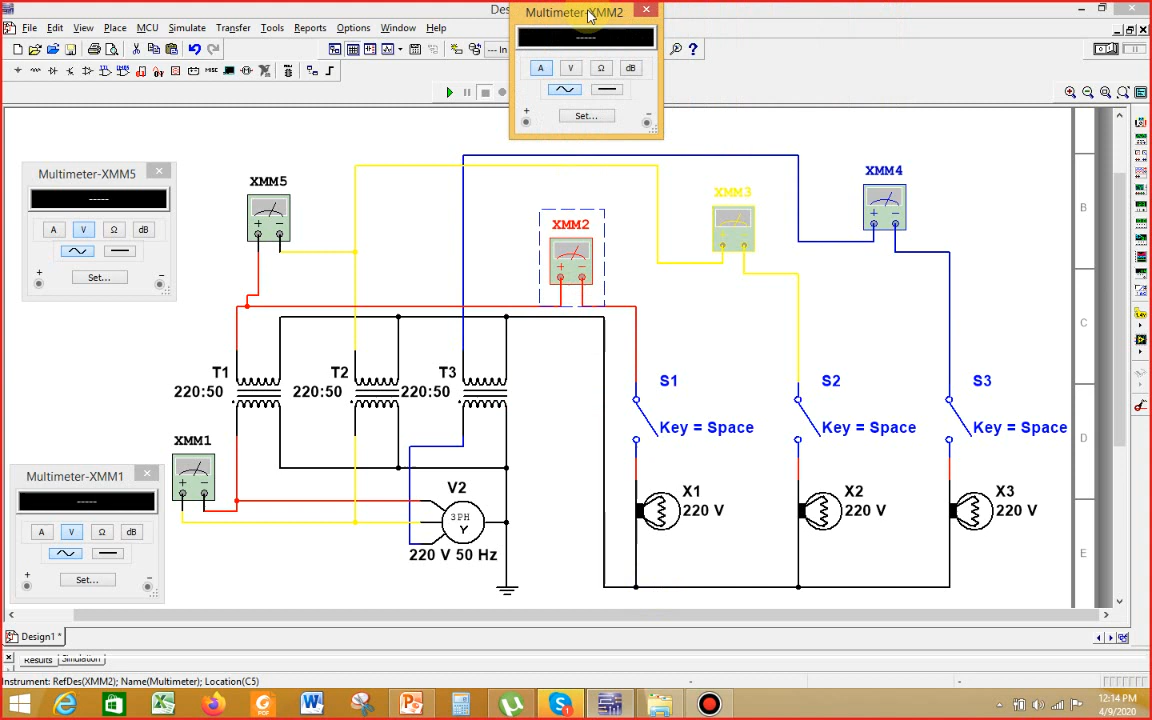 Des
Multimeter-XMM2
File Edit View Place MCU Simulate Transfer Tools Reports Options Window Help
-----
--- In
A V Ω dB
Set...
+ −
Multimeter-XMM5
-----
A V Ω dB
Set...
+ −
XMM5
XMM2
XMM3
XMM4
B
C
D
E
T1 T2 T3
220:50 220:50 220:50
S1 S2 S3
Key = Space Key = Space Key = Space
XMM1
Multimeter-XMM1
-----
A V Ω dB
Set...
+ −
V2
3PH
Y
220 V 50 Hz
X1 X2 X3
220 V 220 V 220 V
Design1 *
Results Simulation
Instrument: RefDes(XMM2); Name(Multimeter); Location(C5)
- -
12:14 PM
4/9/2020